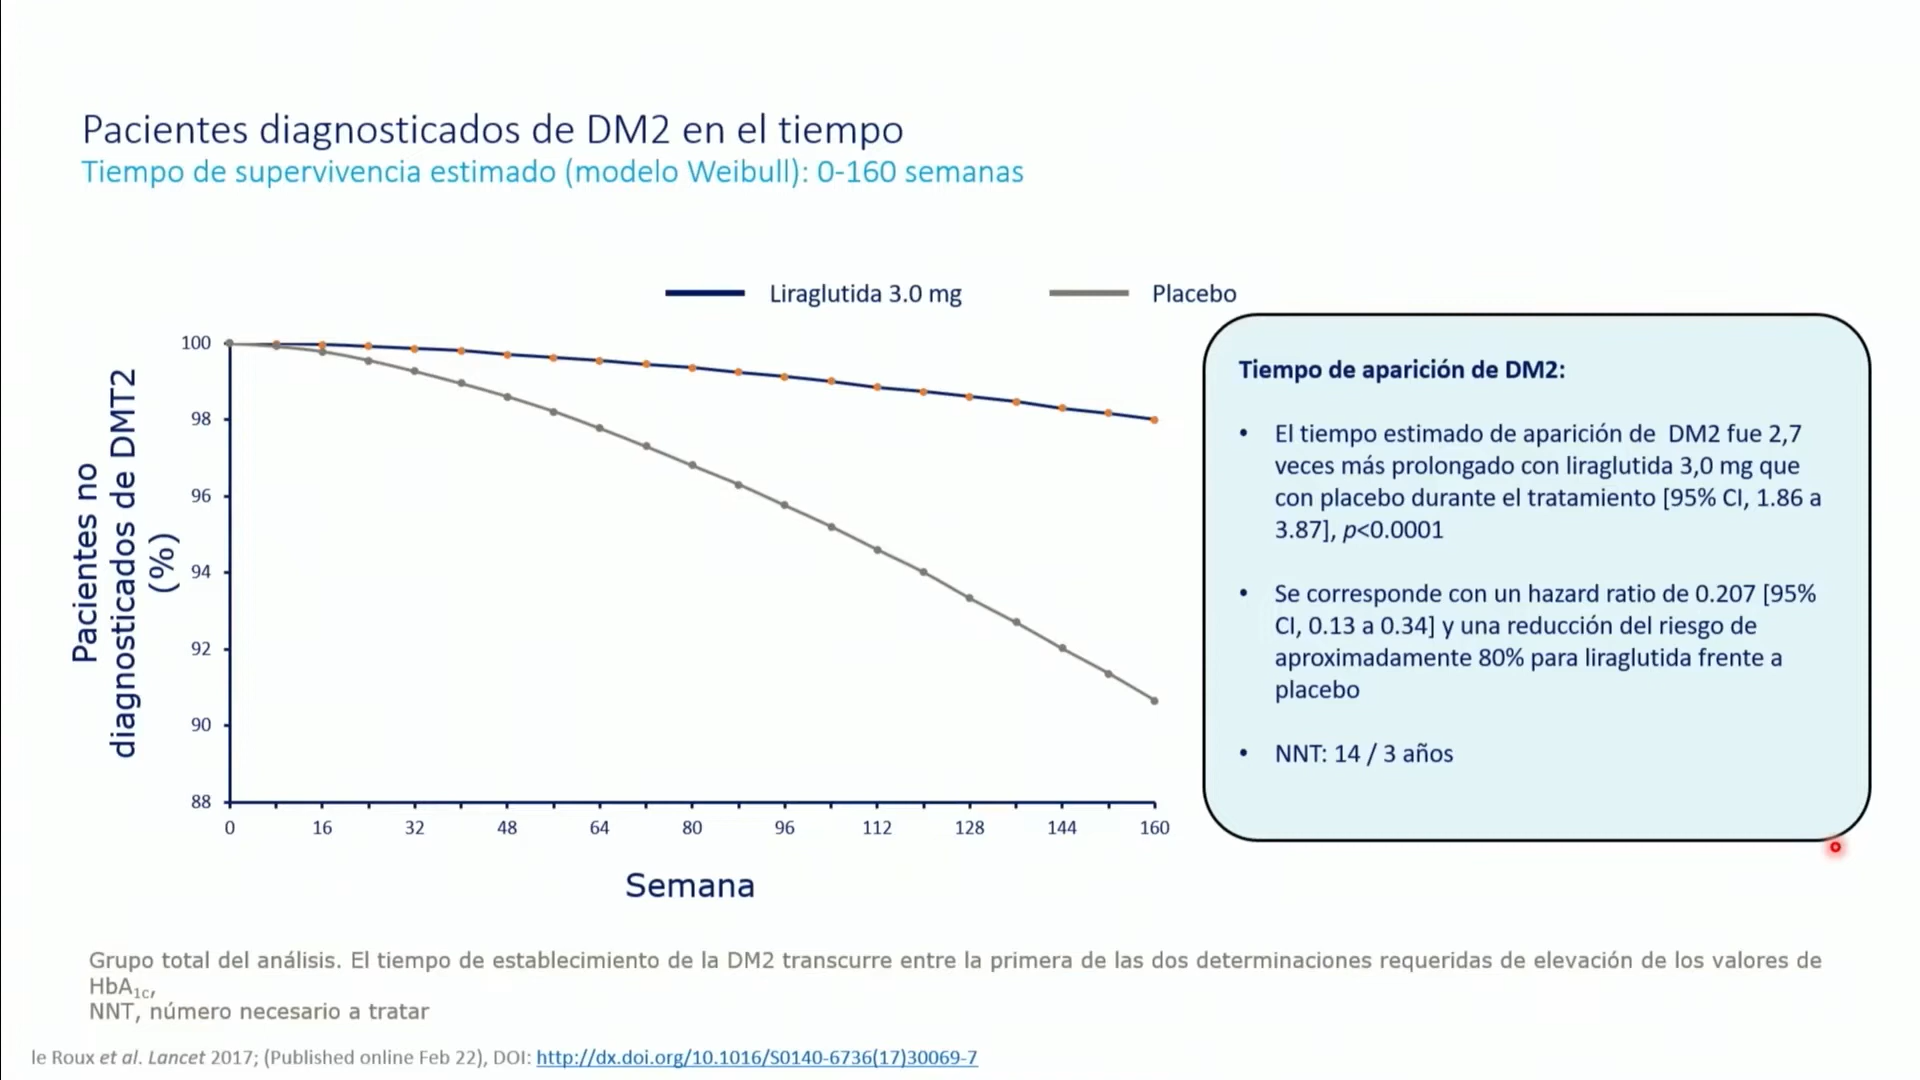 Pacientes diagnosticados de DM2 en el tiempo
Tiempo de supervivencia estimado (modelo Weibull): 0-160 semanas
Liraglutida 3.0 mg
Placebo
Pacientes no
diagnosticados de DMT2
(%)
100
98
96
94
92
90
88
0
16
32
48
64
80
96
112
128
144
160
Semana
Tiempo de aparición de DM2:
• El tiempo estimado de aparición de DM2 fue 2,7
veces más prolongado con liraglutida 3,0 mg que
con placebo durante el tratamiento [95% CI, 1.86 a
3.87], p<0.0001
• Se corresponde con un hazard ratio de 0.207 [95%
CI, 0.13 a 0.34] y una reducción del riesgo de
aproximadamente 80% para liraglutida frente a
placebo
• NNT: 14 / 3 años
Grupo total del análisis. El tiempo de establecimiento de la DM2 transcurre entre la primera de las dos determinaciones requeridas de elevación de los valores de
HbA1c,
NNT, número necesario a tratar
le Roux et al. Lancet 2017; (Published online Feb 22), DOI: http://dx.doi.org/10.1016/S0140-6736(17)30069-7